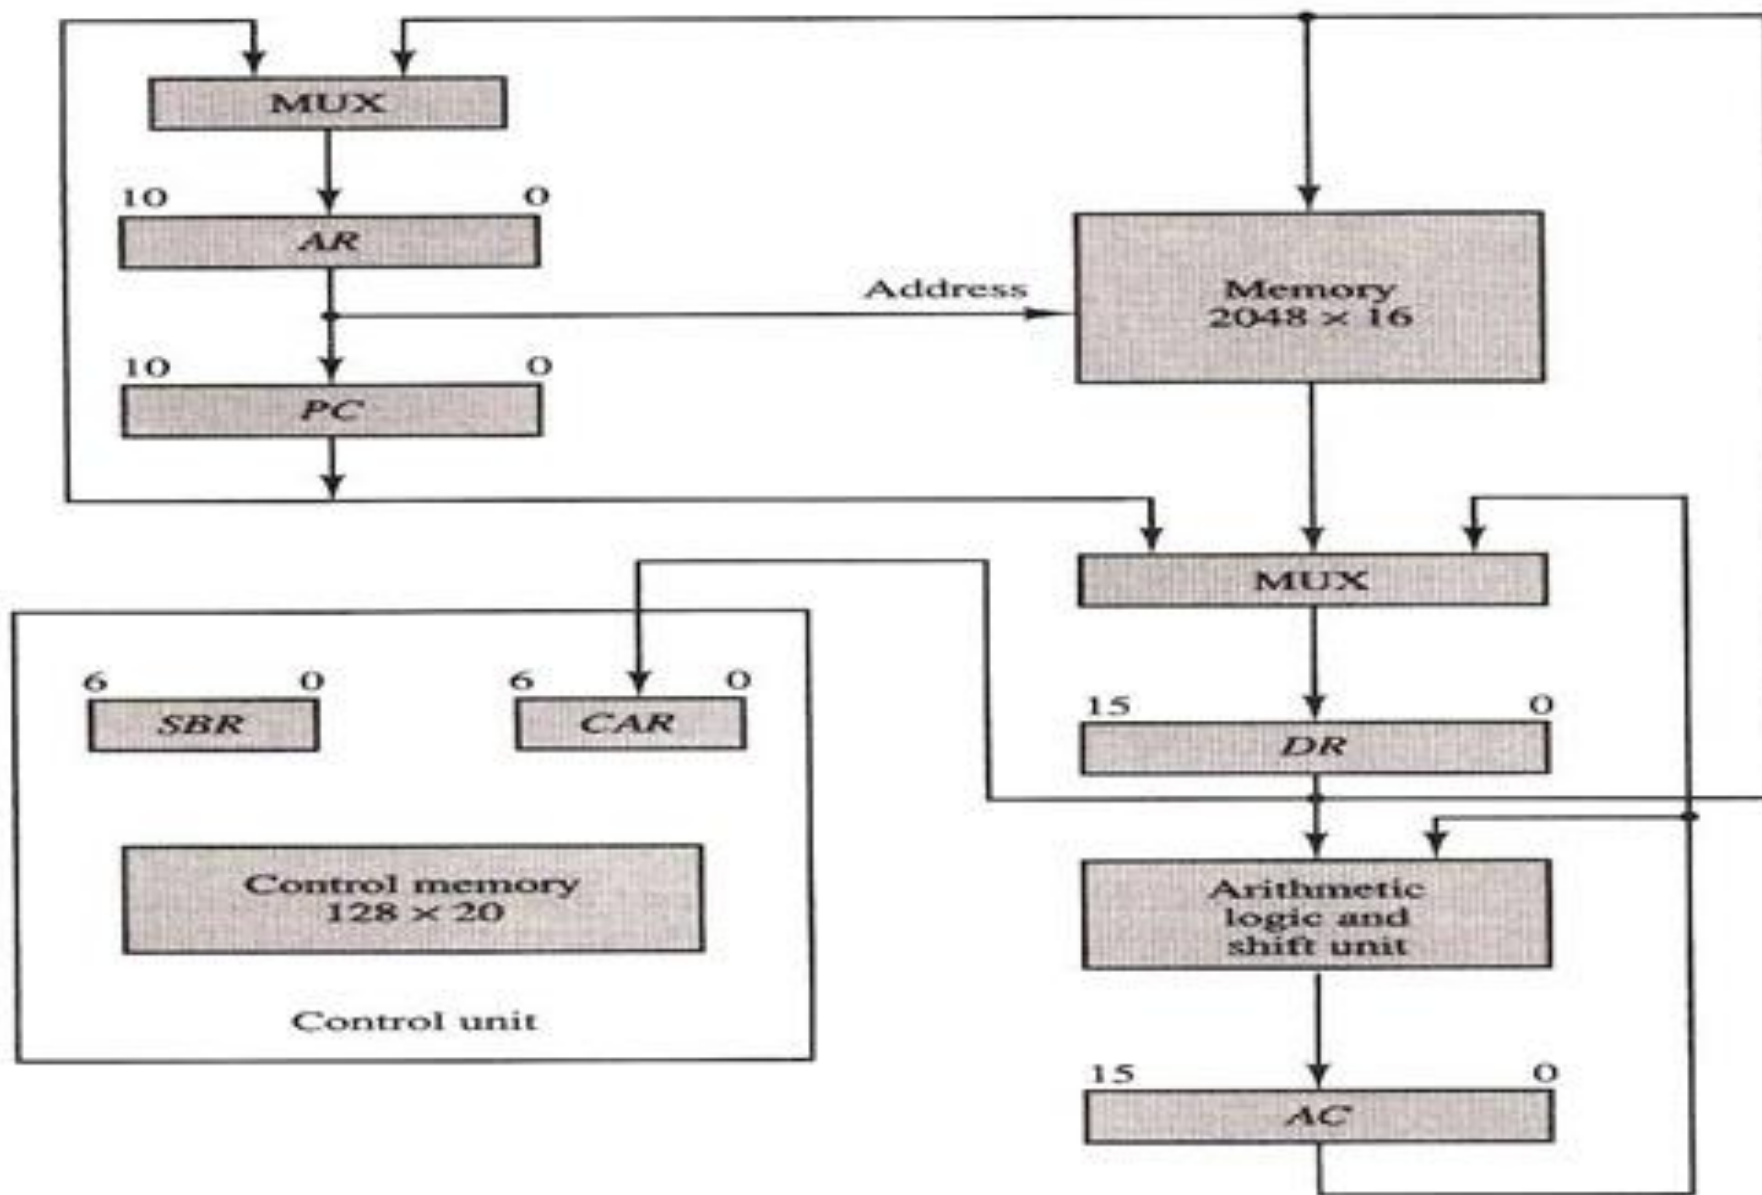 MUX
10 0
AR
Address
Memory
2048 × 16
10 0
PC
MUX
6 0
SBR
6 0
CAR
15 0
DR
Control memory
128 × 20
Arithmetic
logic and
shift unit
Control unit
15 0
AC